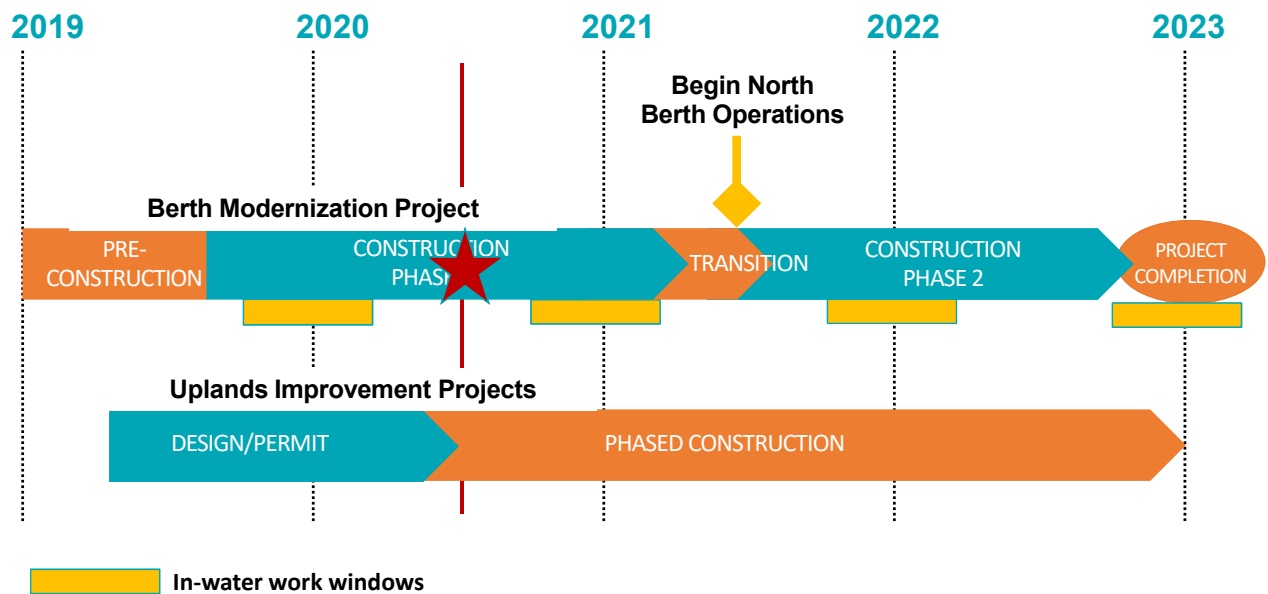 2019 2020 2021 2022 2023
Begin North
Berth Operations
Berth Modernization Project
PRE-
CONSTRUCTION
CONSTRUCTION
PHASE
TRANSITION
CONSTRUCTION
PHASE 2
PROJECT
COMPLETION
Uplands Improvement Projects
DESIGN/PERMIT
PHASED CONSTRUCTION
In-water work windows